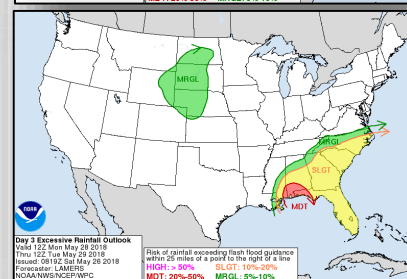 MRGL
MRGL
SLGT
MDT
NOAA
Day 3 Excessive Rainfall Outlook
Valid 12Z Mon May 28 2018
Thru 12Z Tue May 29 2018
Issued: 0819Z Sat May 26 2018
Forecaster: LAMERS
NOAA/NWS/NCEP/WPC
Risk of rainfall exceeding flash flood guidance
within 25 miles of a point to the right of a line
HIGH: > 50% SLGT: 10%-20%
MDT: 20%-50% MRGL: 5%-10%